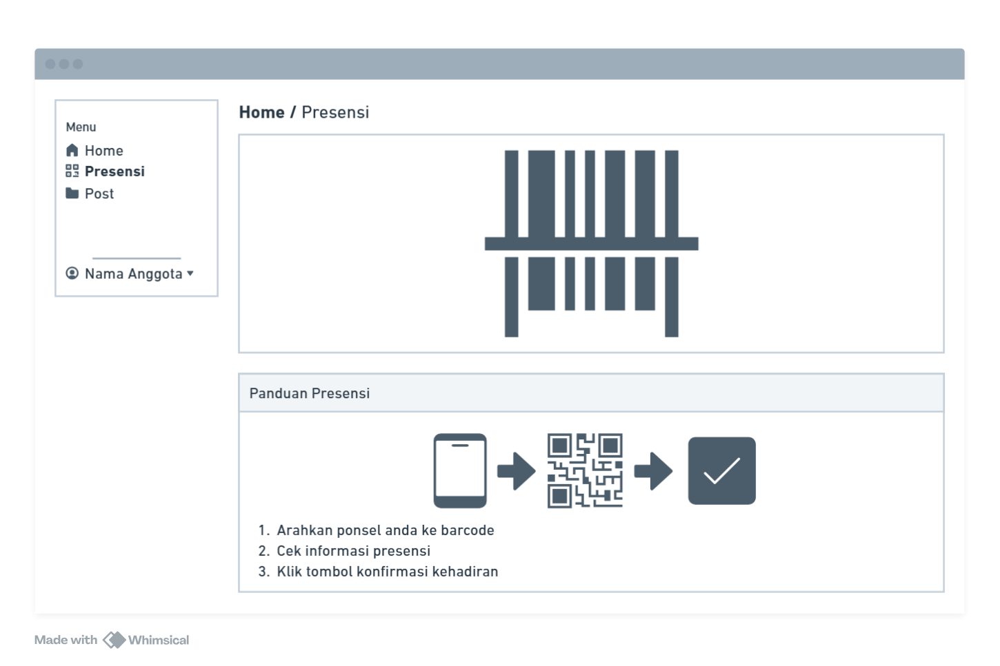 Menu
Home
Presensi
Post
Nama Anggota
Home / Presensi
Panduan Presensi
1. Arahkan ponsel anda ke barcode
2. Cek informasi presensi
3. Klik tombol konfirmasi kehadiran
Made with Whimsical